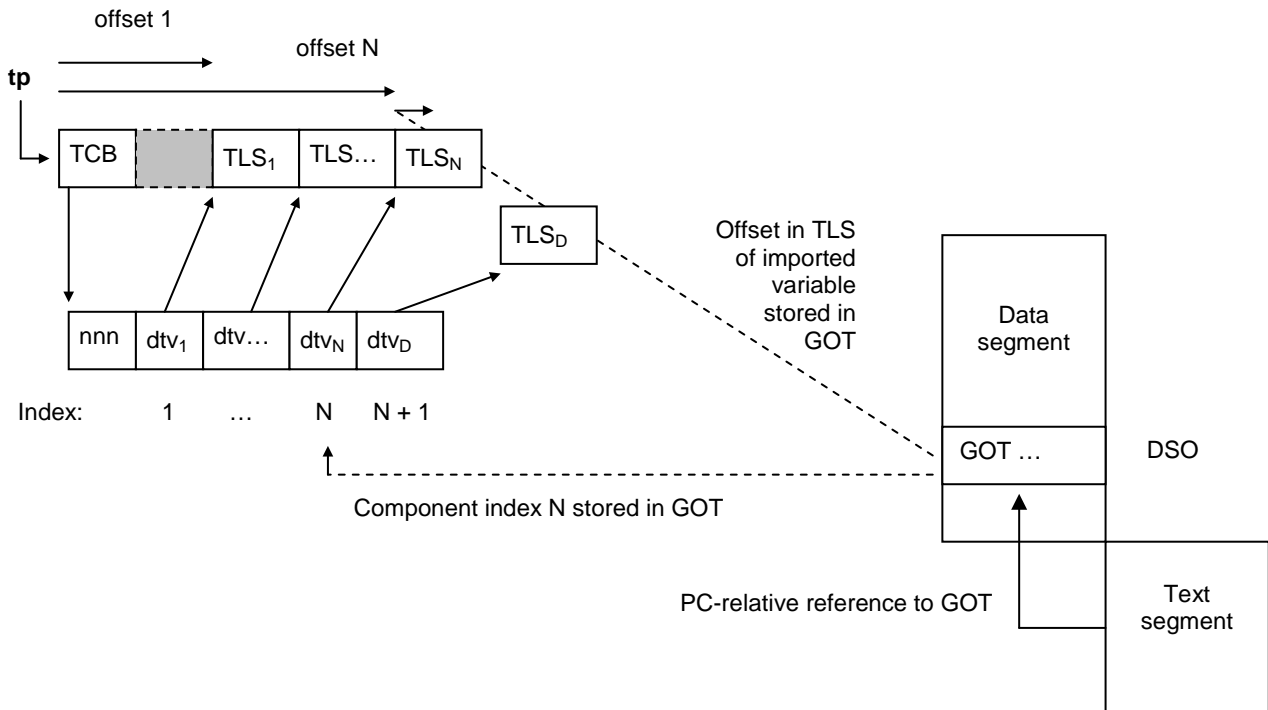 offset 1
offset N
tp
TCB
TLS1
TLS…
TLSN
TLSD
Offset in TLS
of imported
variable
stored in
GOT
Data
segment
nnn
dtv1
dtv…
dtvN
dtvD
Index:
1
…
N
N + 1
GOT …
DSO
Component index N stored in GOT
PC-relative reference to GOT
Text
segment